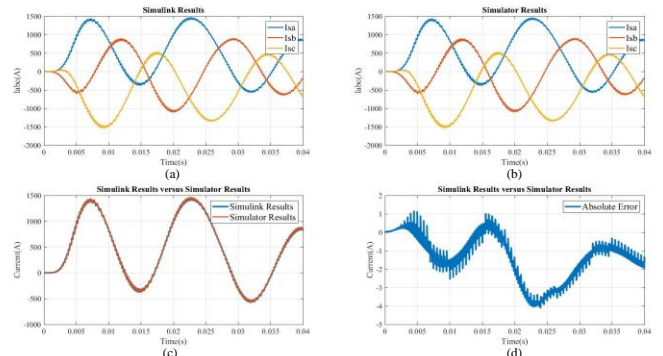 Simulink Results
Iabc(A)
1500
1000
500
0
-500
-1000
-1500
-2000
Isa
Isb
Isc
0 0.005 0.01 0.015 0.02 0.025 0.03 0.035 0.04
Time(s)
(a)
Simulator Results
Iabc(A)
1500
1000
500
0
-500
-1000
-1500
-2000
Isa
Isb
Isc
0 0.005 0.01 0.015 0.02 0.025 0.03 0.035 0.04
Time(s)
(b)
Simulink Results versus Simulator Results
Current(A)
1500
1000
500
0
-500
-1000
Simulink Results
Simulator Results
0 0.005 0.01 0.015 0.02 0.025 0.03 0.035 0.04
Time(s)
(c)
Simulink Results versus Simulator Results
Current(A)
2
1
0
-1
-2
-3
-4
-5
Absolute Error
0 0.005 0.01 0.015 0.02 0.025 0.03 0.035 0.04
Time(s)
(d)